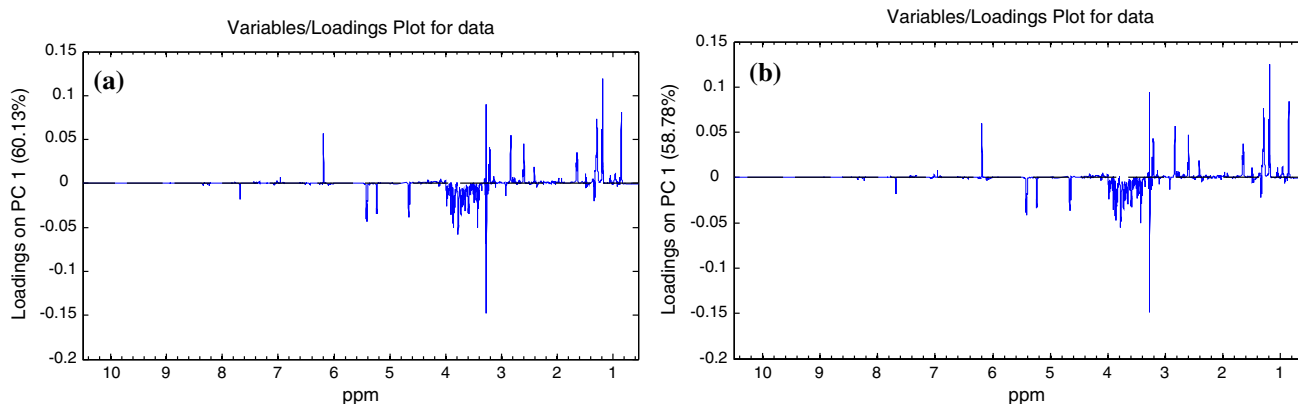 Variables/Loadings Plot for data
(a)
Loadings on PC 1 (60.13%)
0.15
0.1
0.05
0
-0.05
-0.1
-0.15
-0.2
10 9 8 7 6 5 4 3 2 1
ppm
Variables/Loadings Plot for data
(b)
Loadings on PC 1 (58.78%)
0.15
0.1
0.05
0
-0.05
-0.1
-0.15
-0.2
10 9 8 7 6 5 4 3 2 1
ppm